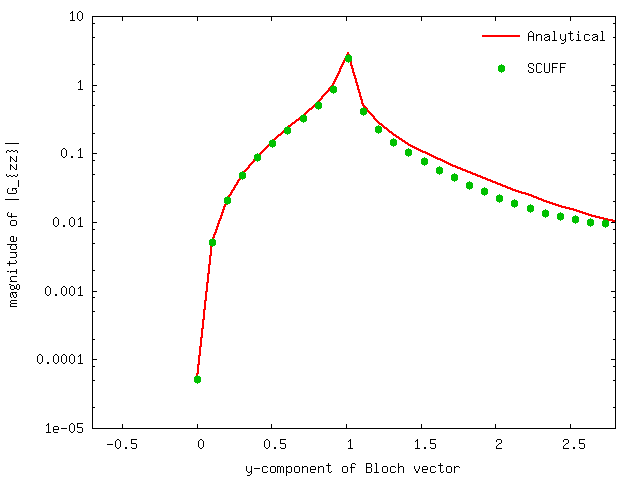 10
Analytical
SCUFF
1
0.1
0.01
0.001
0.0001
1e-05
magnitude of |G_{zz}|
-0.5
0
0.5
1
1.5
2
2.5
y-component of Bloch vector